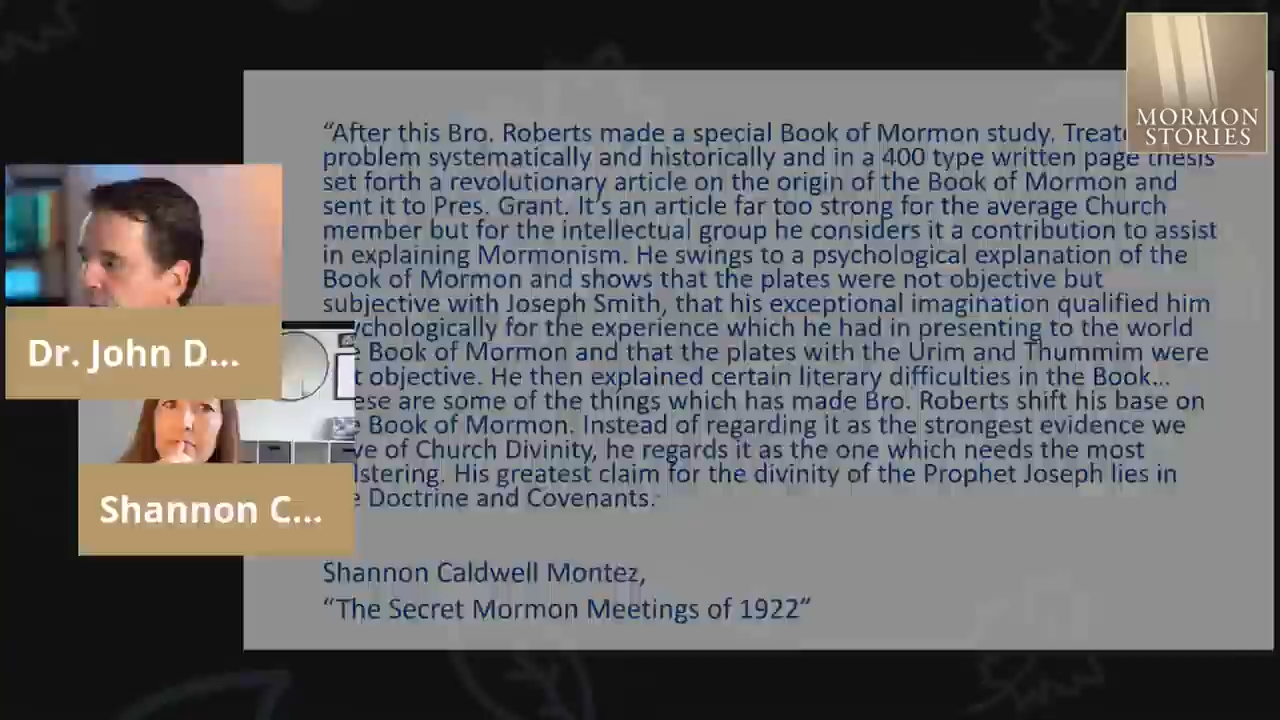 MORMON
STORIES
“After this Bro. Roberts made a special Book of Mormon study. Treate
problem systematically and historically and in a 400 type written page thesis
set forth a revolutionary article on the origin of the Book of Mormon and
sent it to Pres. Grant. It’s an article far too strong for the average Church
member but for the intellectual group he considers it a contribution to assist
in explaining Mormonism. He swings to a psychological explanation of the
Book of Mormon and shows that the plates were not objective but
subjective with Joseph Smith, that his exceptional imagination qualified him
ychologically for the experience which he had in presenting to the world
e Book of Mormon and that the plates with the Urim and Thummim were
t objective. He then explained certain literary difficulties in the Book...
ese are some of the things which has made Bro. Roberts shift his base on
e Book of Mormon. Instead of regarding it as the strongest evidence we
ve of Church Divinity, he regards it as the one which needs the most
lstering. His greatest claim for the divinity of the Prophet Joseph lies in
e Doctrine and Covenants.
Shannon Caldwell Montez,
“The Secret Mormon Meetings of 1922”
Dr. John D...
Shannon C...